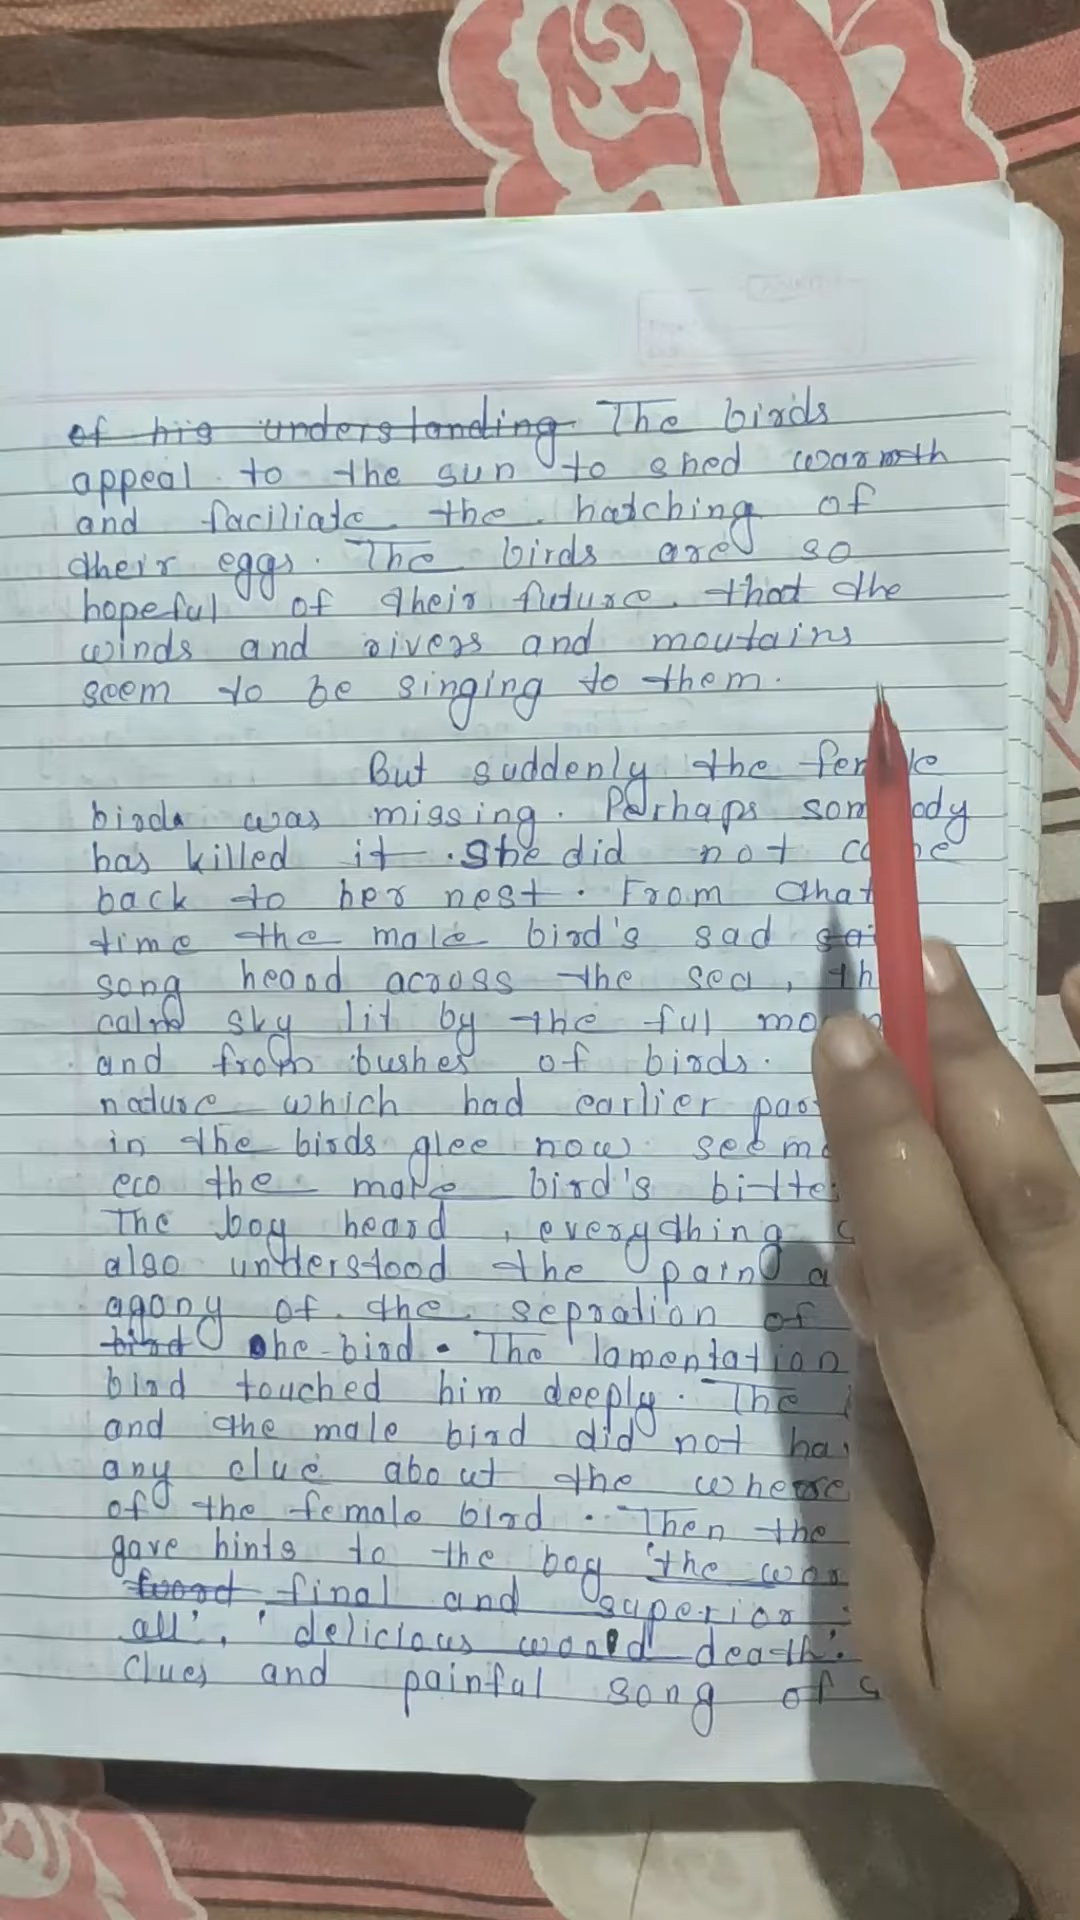 of his understanding The birds
appeal to the sun to shed warmth
and faciliate the hatching of
their eggs. The birds are so
hopeful of their future that the
winds and rivers and moutains
seem to be singing to them.
But suddenly the
birds was missing. Perhaps
has killed it. She did not
back to her nest. From that
time the male bird's sad
song heard across the sea,
calm sky lit by the ful
and from bushes of birds.
nature which had earlier
in the birds glee now
eco the male bird's
The boy heard, everything
also understood the pain
agony of the sepration of
bird the bird. The lamentation
bird touched him deeply. The
and the male bird did not
any clue about the
of the female bird. Then the
gave hints to the boy 'the
word final and superior
all', 'delicious word death'.
clues and painful song of